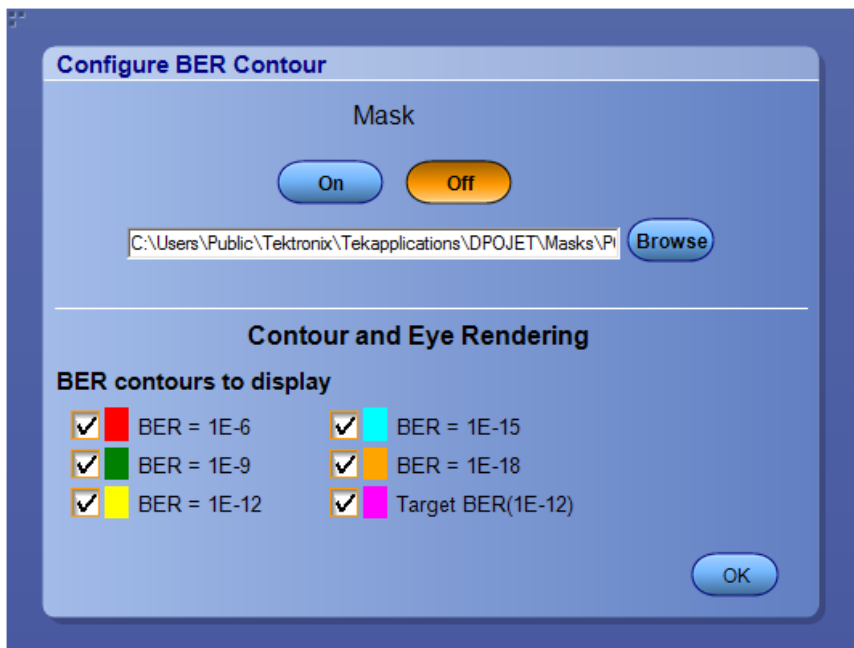 Configure BER Contour
Mask
On Off
C:\Users\Public\Tektronix\Tekapplications\DPOJET\Masks\P Browse
Contour and Eye Rendering
BER contours to display
BER = 1E-6 BER = 1E-15
BER = 1E-9 BER = 1E-18
BER = 1E-12 Target BER(1E-12)
OK